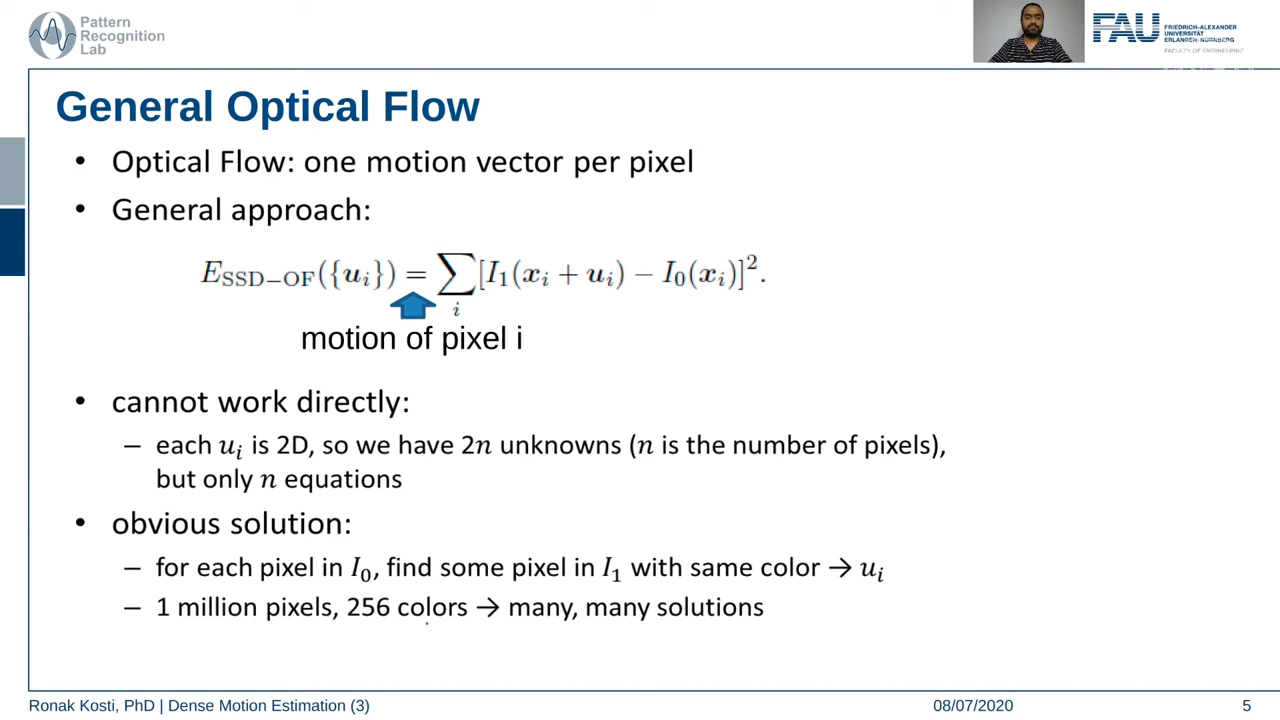 Pattern
Recognition
Lab
FAU
FRIEDRICH-ALEXANDER
UNIVERSITÄT
ERLANGEN-NÜRNBERG
FACULTY OF ENGINEERING
General Optical Flow
• Optical Flow: one motion vector per pixel
• General approach:
E_SSD−OF({u_i}) = ∑_i [I_1(x_i + u_i) − I_0(x_i)]².
motion of pixel i
• cannot work directly:
– each u_i is 2D, so we have 2n unknowns (n is the number of pixels),
but only n equations
• obvious solution:
– for each pixel in I_0, find some pixel in I_1 with same color → u_i
– 1 million pixels, 256 colors → many, many solutions
Ronak Kosti, PhD | Dense Motion Estimation (3)
08/07/2020
5